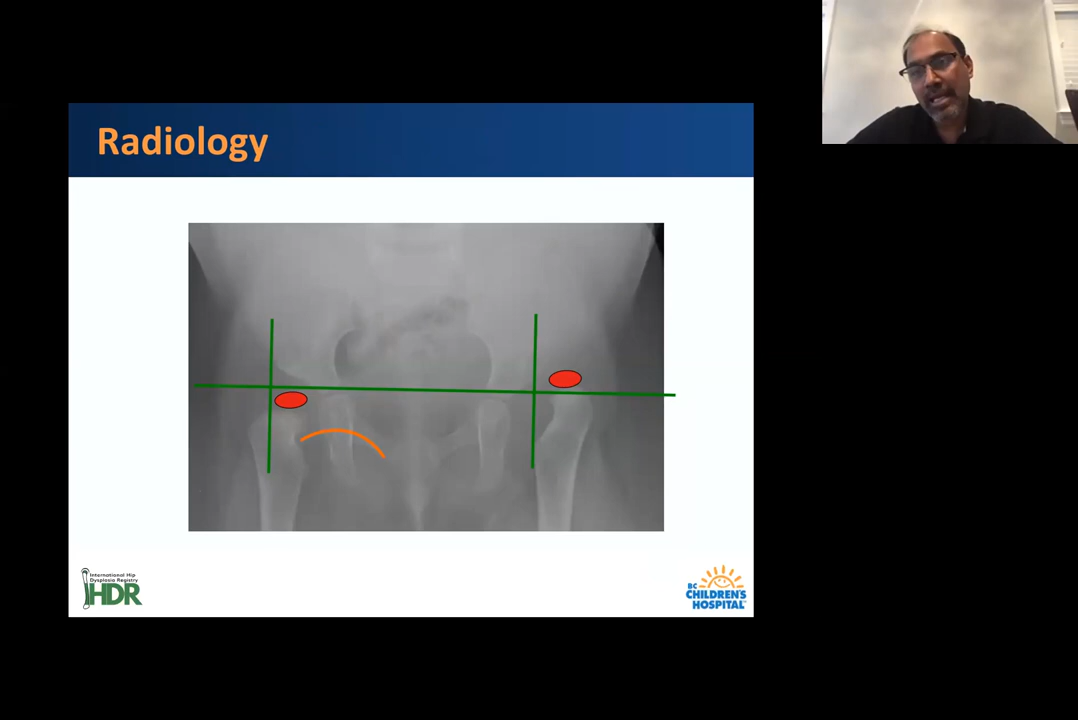 Radiology
International Hip
Dysplasia Registry
IHDR
BC
CHILDREN'S
HOSPITAL